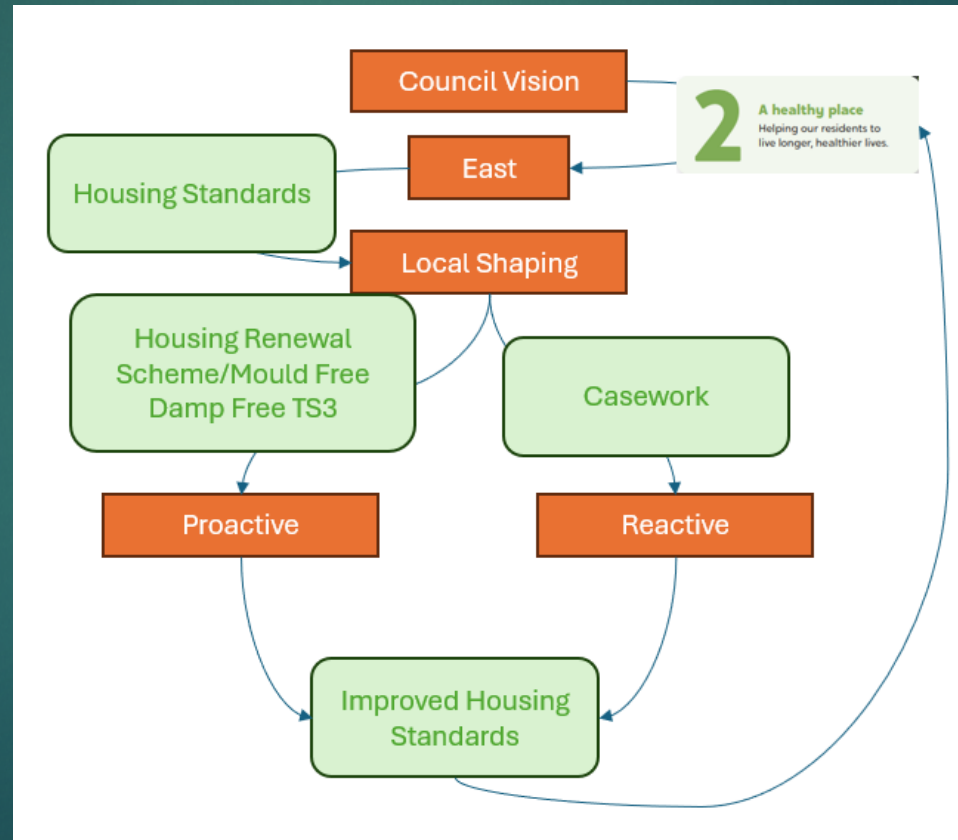 Council Vision
2
A healthy place
Helping our residents to
live longer, healthier lives.
East
Housing Standards
Local Shaping
Housing Renewal
Scheme/Mould Free
Damp Free TS3
Casework
Proactive
Reactive
Improved Housing
Standards